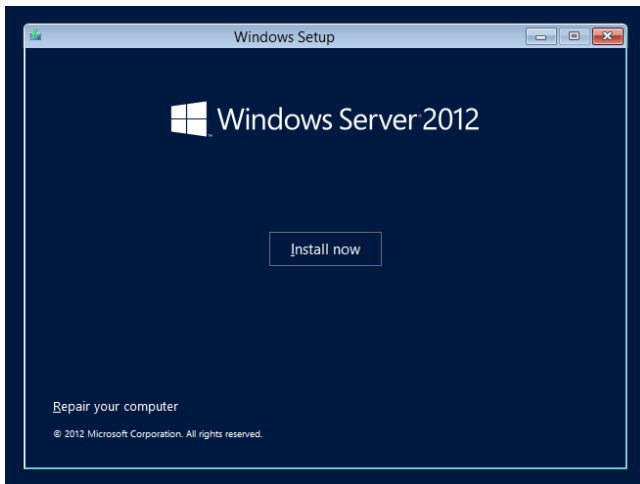 Windows Setup
Windows Server 2012
Install now
Repair your computer
© 2012 Microsoft Corporation. All rights reserved.